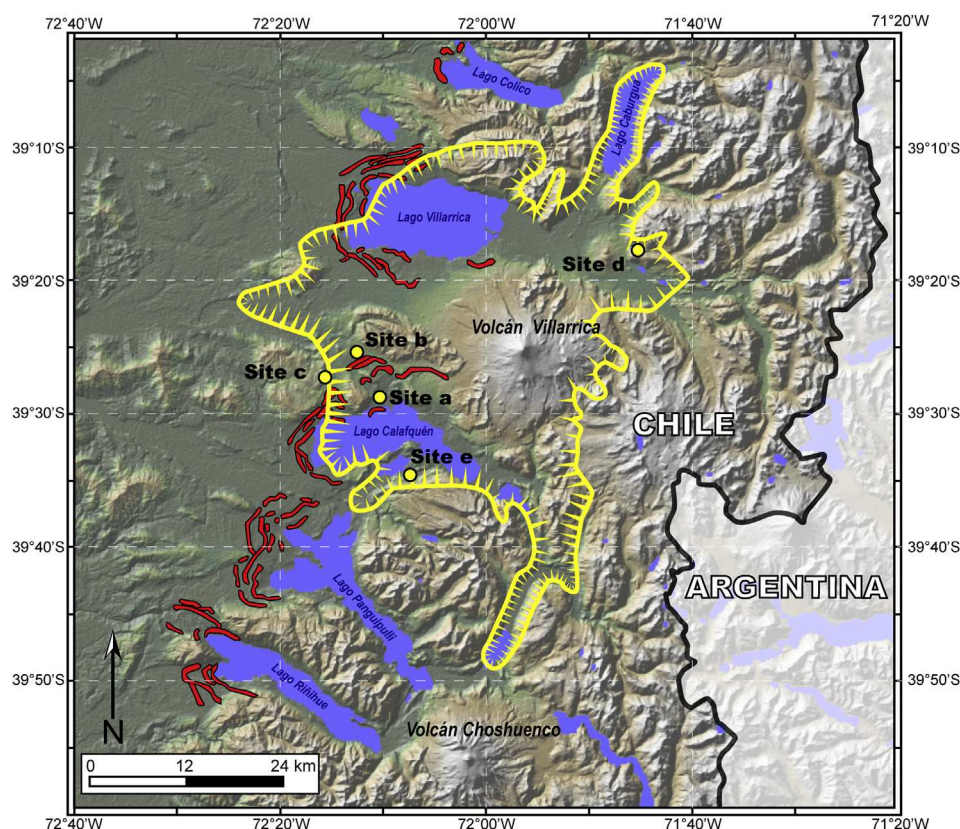 72°40'W
72°20'W
72°00'W
71°40'W
71°20'W
Lago Colico
Lago Caburgua
39°10'S
39°10'S
Lago Villarrica
Site d
39°20'S
39°20'S
Volcán Villarrica
Site b
Site c
Site a
39°30'S
39°30'S
CHILE
Lago Calafquén
Site e
39°40'S
39°40'S
Lago Panguipulli
ARGENTINA
Lago Riñihue
39°50'S
39°50'S
Volcán Choshuenco
N
0 12 24 km
72°40'W
72°20'W
72°00'W
71°40'W
71°20'W